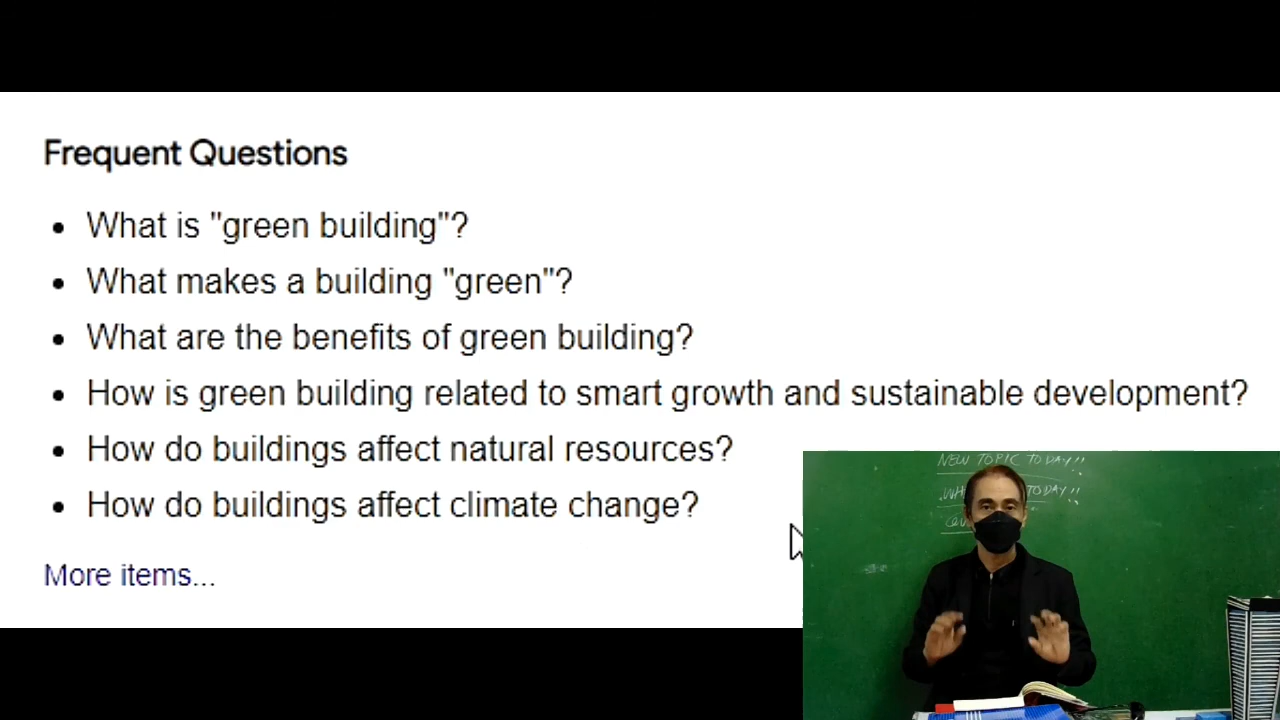 Frequent Questions
What is "green building"?
What makes a building "green"?
What are the benefits of green building?
How is green building related to smart growth and sustainable development?
How do buildings affect natural resources?
How do buildings affect climate change?
More items...
NEW TOPIC TODAY!!
TODAY!!